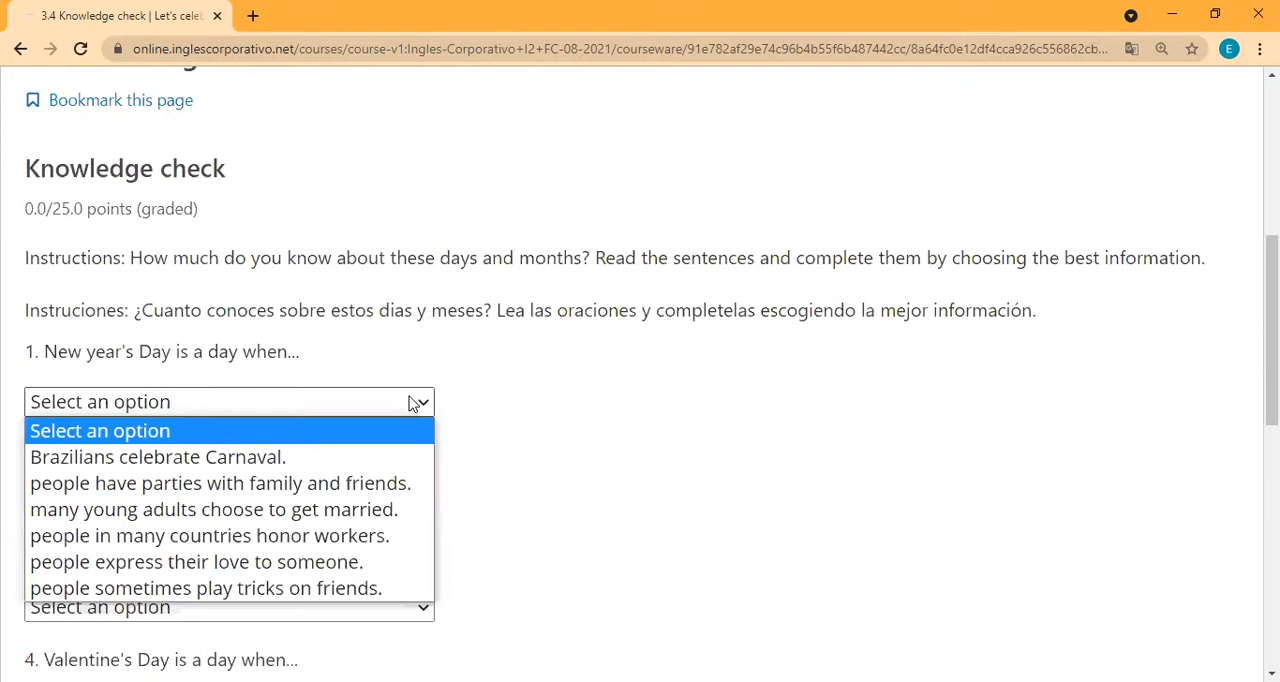 3.4 Knowledge check | Let's celeb
online.inglescorporativo.net/courses/course-v1:Ingles-Corporativo+I2+FC-08-2021/courseware/91e782af29e74c96b4b55f6b487442cc/8a64fc0e12df4cca926c556862cb...
E
Bookmark this page
Knowledge check
0.0/25.0 points (graded)
Instructions: How much do you know about these days and months? Read the sentences and complete them by choosing the best information.
Instruciones: ¿Cuanto conoces sobre estos dias y meses? Lea las oraciones y completelas escogiendo la mejor información.
1. New year's Day is a day when...
Select an option
Select an option
Brazilians celebrate Carnaval.
people have parties with family and friends.
many young adults choose to get married.
people in many countries honor workers.
people express their love to someone.
people sometimes play tricks on friends.
Select an option
4. Valentine's Day is a day when...